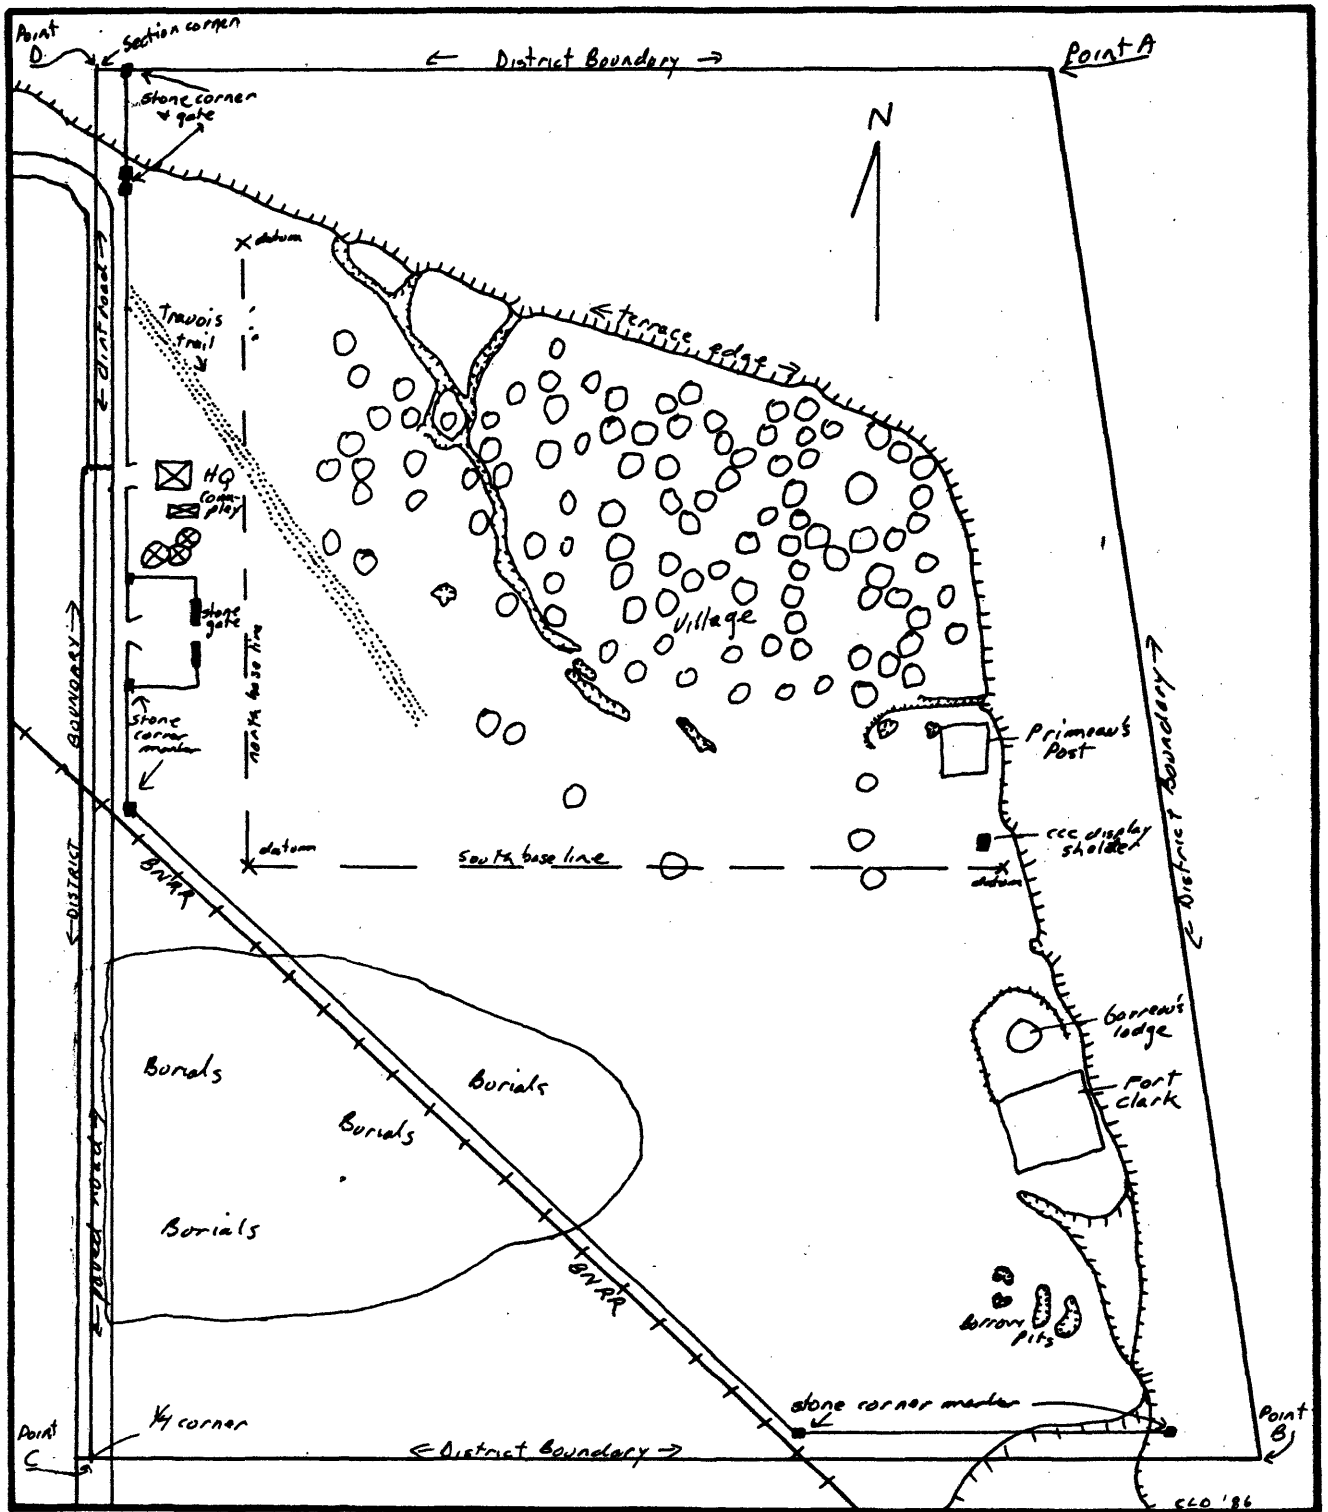 Point
D
section corner
← District Boundary →
Point A
stone corner
& gate
N
datum
← dirt road →
Travois
trail
← terrace edge →
HQ
Com-
plex
stone
gate
Village
north base line
← BOUNDARY →
← District Boundary →
stone
corner
marker
Primeau's
Post
CCC display
shelder
datum
south base line
datum
BNRR
← DISTRICT
Garreau's
lodge
Burials
Burials
Fort
Clark
Burials
← paved road →
Burials
BNRR
Borrow
Pits
stone corner marker
1/4 corner
Point
C
← District Boundary →
Point
B
CLD '86